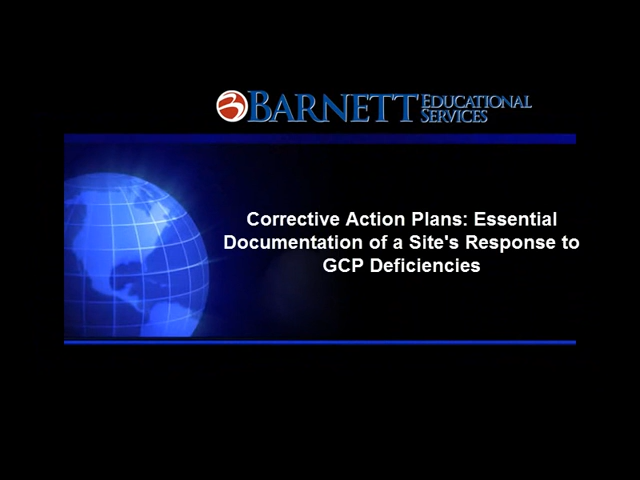 BARNETT EDUCATIONAL
SERVICES
Corrective Action Plans: Essential
Documentation of a Site's Response to
GCP Deficiencies